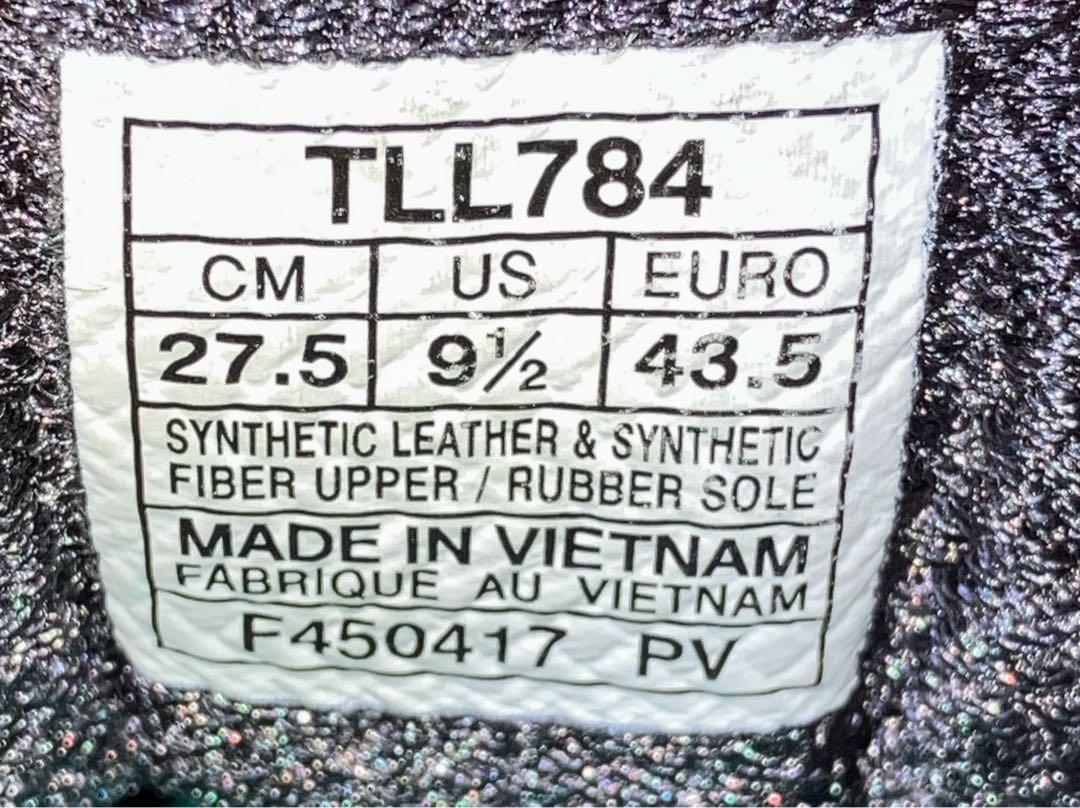 TLL784
CM US EURO
27.5 9½ 43.5
SYNTHETIC LEATHER & SYNTHETIC
FIBER UPPER / RUBBER SOLE
MADE IN VIETNAM
FABRIQUE AU VIETNAM
F450417 PV